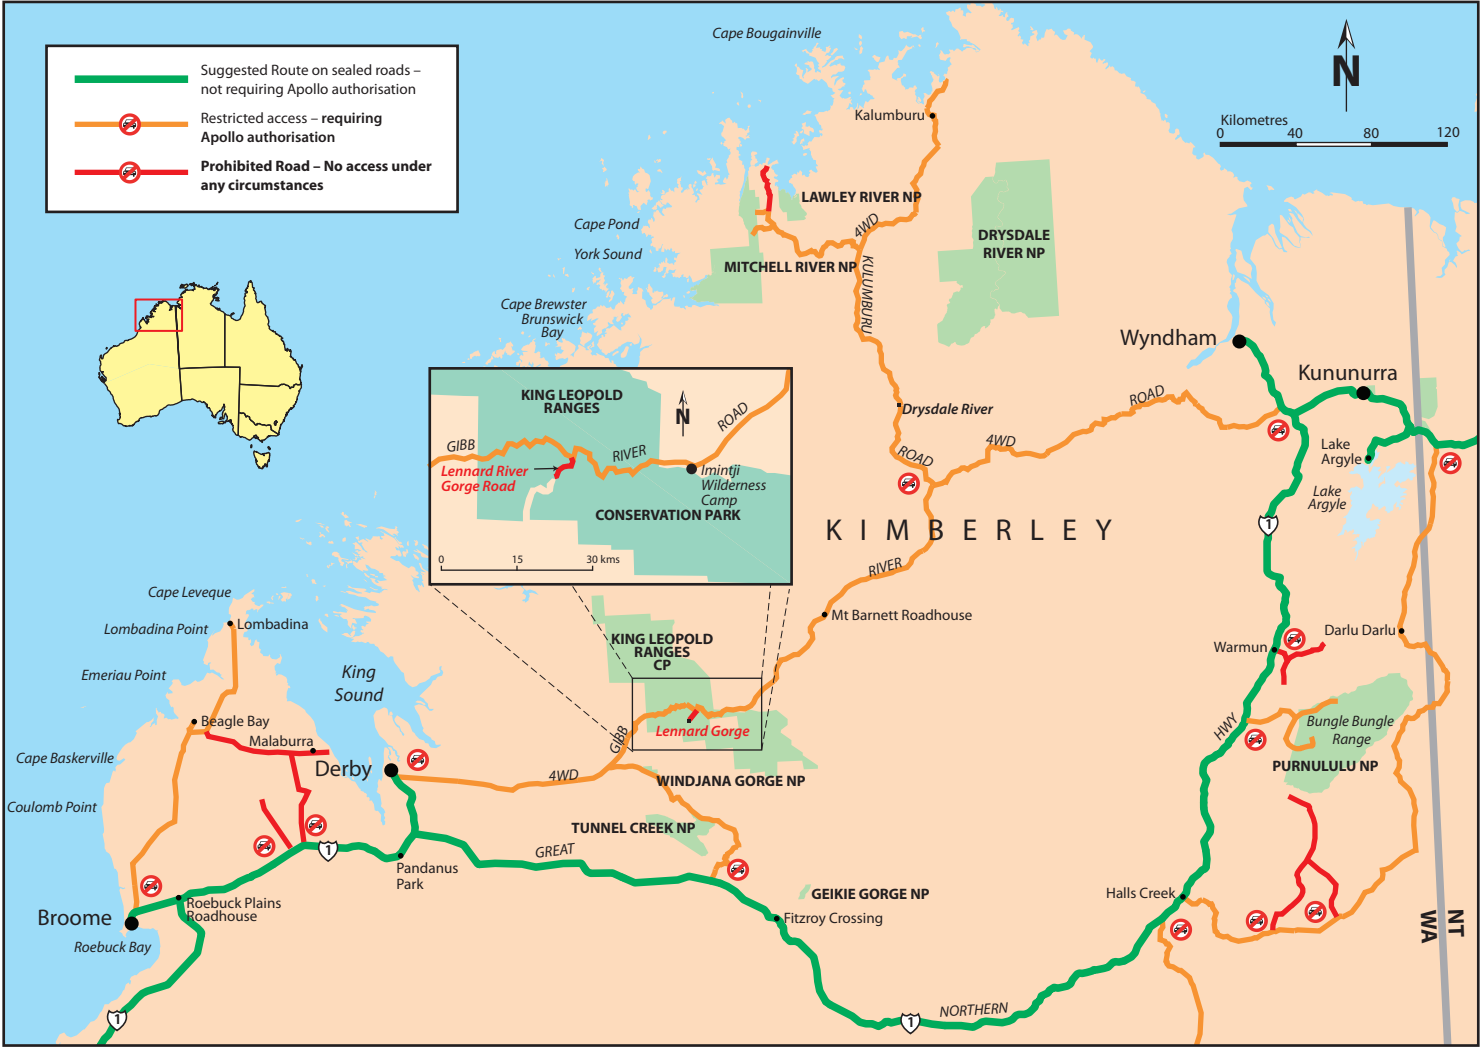 Suggested Route on sealed roads –
not requiring Apollo authorisation
Restricted access – requiring
Apollo authorisation
Prohibited Road – No access under
any circumstances
Cape Bougainville
N
Kilometres
0 40 80 120
Kalumburu
LAWLEY RIVER NP
4WD
Cape Pond
DRYSDALE
RIVER NP
York Sound
MITCHELL RIVER NP
KULUMBURU
Cape Brewster
Brunswick
Bay
Wyndham
Kununurra
KING LEOPOLD
RANGES
N
ROAD
GIBB
RIVER
Lennard River
Gorge Road
Imintji
Wilderness
Camp
CONSERVATION PARK
0 15 30 kms
Drysdale River
ROAD
4WD
ROAD
Lake
Argyle
Lake
Argyle
KIMBERLEY
1
RIVER
Cape Leveque
Lombadina Point
Lombadina
Mt Barnett Roadhouse
Darlu Darlu
KING LEOPOLD
RANGES
CP
Warmun
Emeriau Point
King
Sound
Beagle Bay
Lennard Gorge
GIBB
HWY
Bungle Bungle
Range
Malaburra
Cape Baskerville
Derby
4WD
WINDJANA GORGE NP
PURNULULU NP
Coulomb Point
TUNNEL CREEK NP
1
GREAT
Pandanus
Park
GEIKIE GORGE NP
Halls Creek
Roebuck Plains
Roadhouse
Broome
Fitzroy Crossing
Roebuck Bay
NT
WA
1
1
NORTHERN